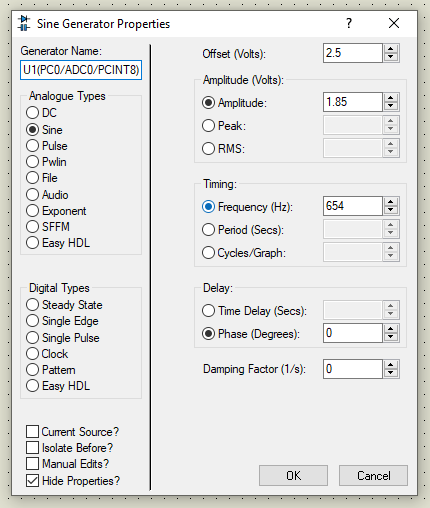 Sine Generator Properties
?
Generator Name:
U1(PC0/ADC0/PCINT8)
Analogue Types
DC
Sine
Pulse
Pwlin
File
Audio
Exponent
SFFM
Easy HDL
Digital Types
Steady State
Single Edge
Single Pulse
Clock
Pattern
Easy HDL
Current Source?
Isolate Before?
Manual Edits?
Hide Properties?
Offset (Volts): 2.5
Amplitude (Volts):
Amplitude: 1.85
Peak:
RMS:
Timing:
Frequency (Hz): 654
Period (Secs):
Cycles/Graph:
Delay:
Time Delay (Secs):
Phase (Degrees): 0
Damping Factor (1/s): 0
OK Cancel